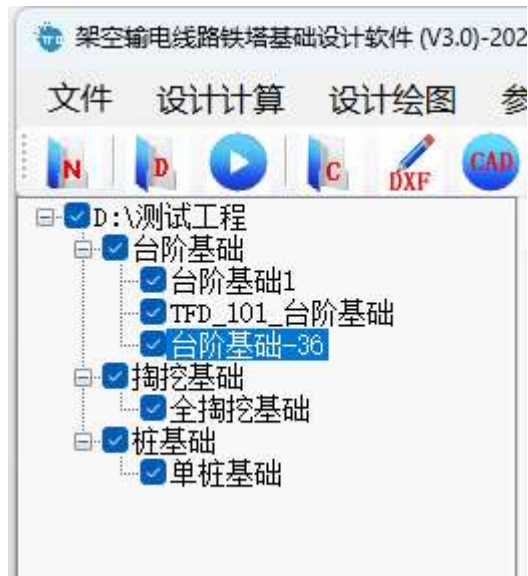 架空输电线路铁塔基础设计软件 (V3.0)-202
文件 设计计算 设计绘图 参
N D C DXF CAD
D:\测试工程
台阶基础
台阶基础1
TFD_101_台阶基础
台阶基础-36
掏挖基础
全掏挖基础
桩基础
单桩基础